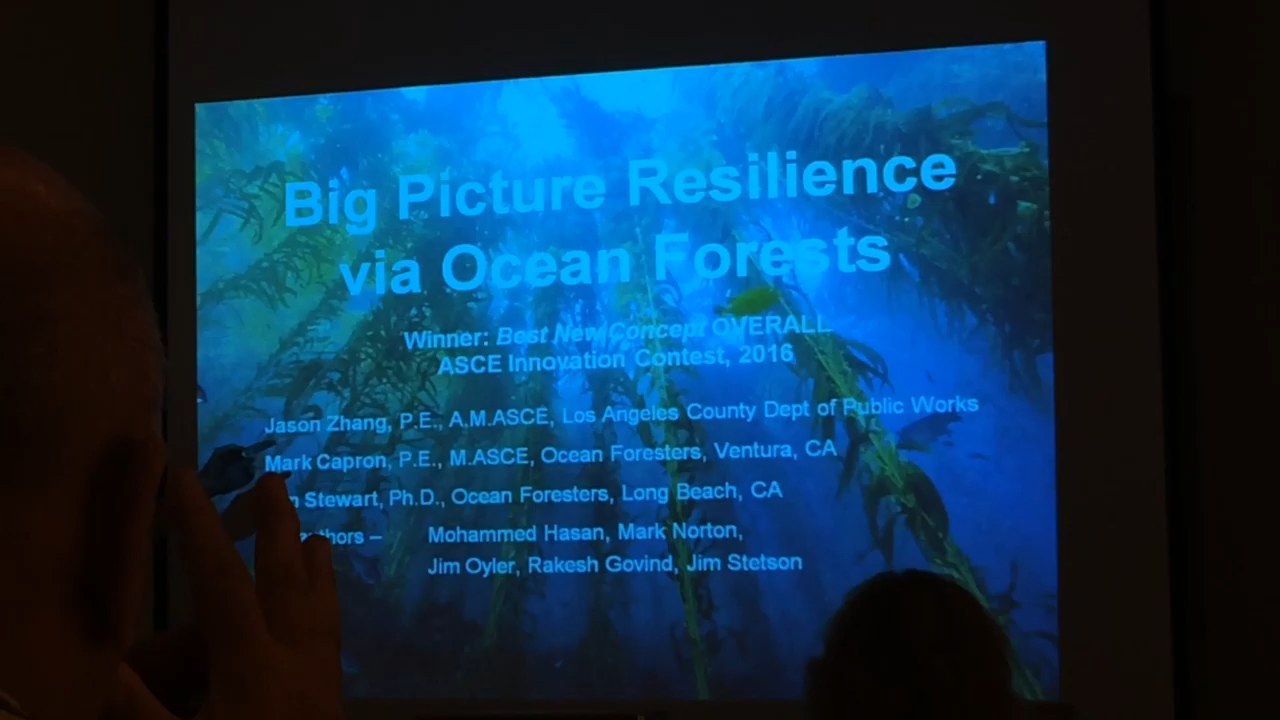 Big Picture Resilience
via Ocean Forests
Winner: Best New Concept OVERALL
ASCE Innovation Contest, 2016
Jason Zhang, P.E., A.M.ASCE, Los Angeles County Dept of Public Works
Mark Capron, P.E., M.ASCE, Ocean Foresters, Ventura, CA
Stewart, Ph.D., Ocean Foresters, Long Beach, CA
– Mohammed Hasan, Mark Norton,
Jim Oyler, Rakesh Govind, Jim Stetson